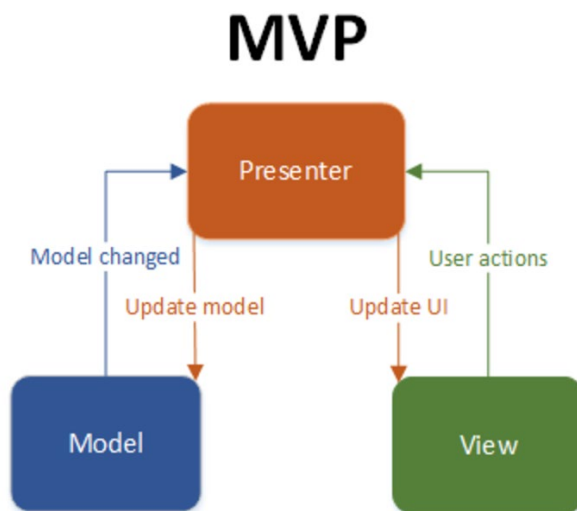 MVP
Presenter
Model changed
User actions
Update model
Update UI
Model
View